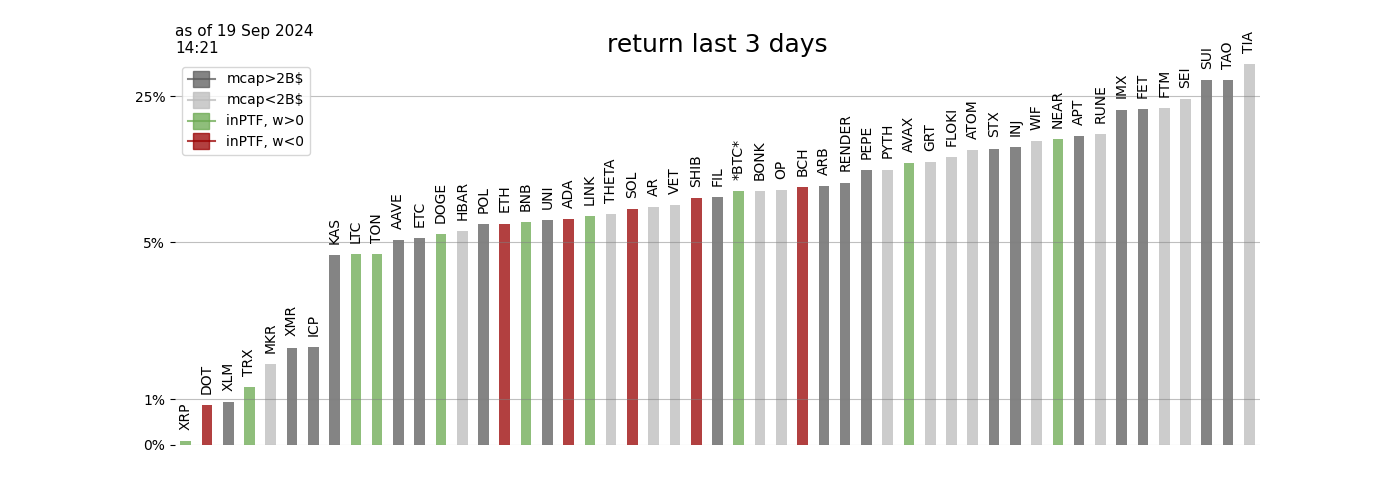 as of 19 Sep 2024
14:21
return last 3 days
mcap>2B$
mcap<2B$
inPTF, w>0
inPTF, w<0
25%
5%
1%
0%
XRP
DOT
XLM
TRX
MKR
XMR
ICP
KAS
LTC
TON
AAVE
ETC
DOGE
HBAR
POL
ETH
BNB
UNI
ADA
LINK
THETA
SOL
AR
VET
SHIB
FIL
*BTC*
BONK
OP
BCH
ARB
RENDER
PEPE
PYTH
AVAX
GRT
FLOKI
ATOM
STX
INJ
WIF
NEAR
APT
RUNE
IMX
FET
FTM
SEI
SUI
TAO
TIA